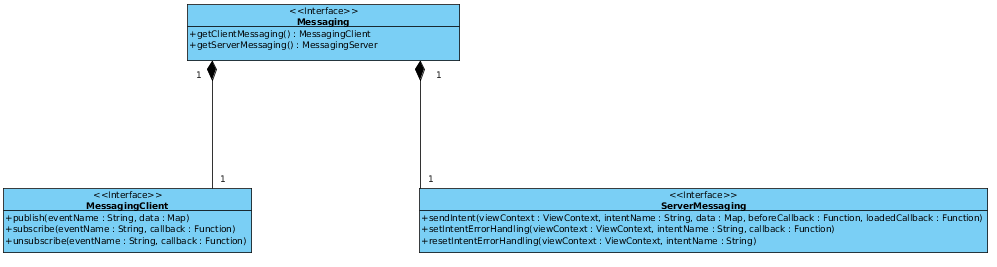 <<Interface>>
Messaging
+getClientMessaging() : MessagingClient
+getServerMessaging() : MessagingServer
1
1
1
1
<<Interface>>
MessagingClient
+publish(eventName : String, data : Map)
+subscribe(eventName : String, callback : Function)
+unsubscribe(eventName : String, callback : Function)
<<Interface>>
ServerMessaging
+sendIntent(viewContext : ViewContext, intentName : String, data : Map, beforeCallback : Function, loadedCallback : Function)
+setIntentErrorHandling(viewContext : ViewContext, intentName : String, callback : Function)
+resetIntentErrorHandling(viewContext : ViewContext, intentName : String)